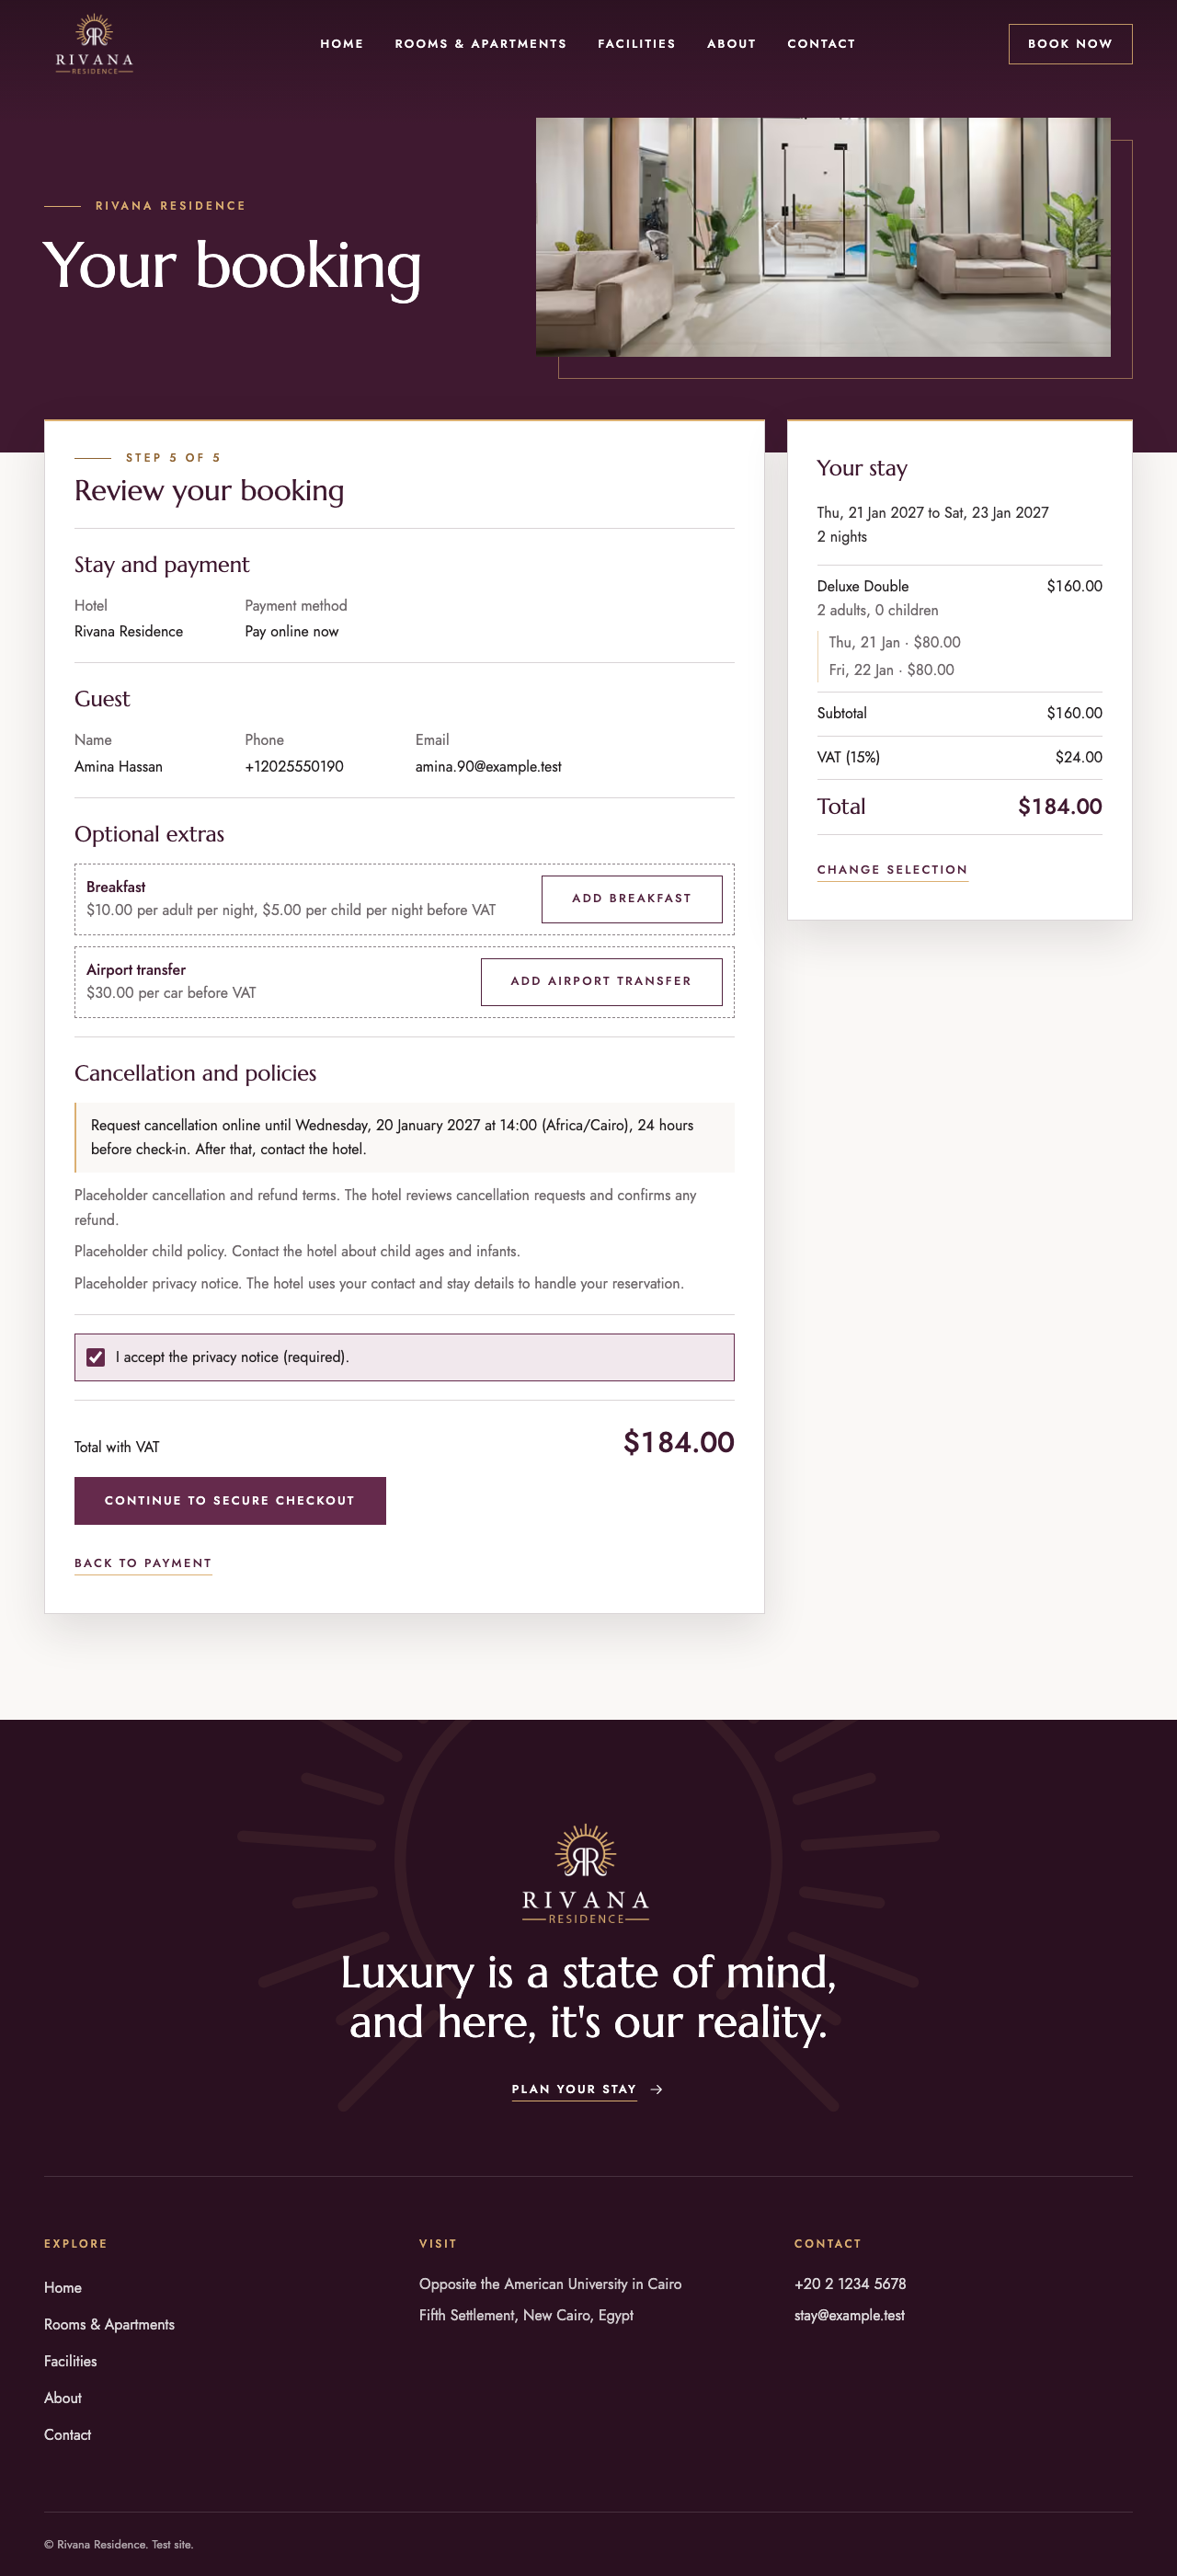 RIVANA
RESIDENCE
HOME
ROOMS & APARTMENTS
FACILITIES
ABOUT
CONTACT
BOOK NOW
RIVANA RESIDENCE
Your booking
STEP 5 OF 5
Review your booking
Stay and payment
Hotel
Rivana Residence
Payment method
Pay online now
Guest
Name
Amina Hassan
Phone
+12025550190
Email
amina.90@example.test
Optional extras
Breakfast
$10.00 per adult per night, $5.00 per child per night before VAT
ADD BREAKFAST
Airport transfer
$30.00 per car before VAT
ADD AIRPORT TRANSFER
Cancellation and policies
Request cancellation online until Wednesday, 20 January 2027 at 14:00 (Africa/Cairo), 24 hours
before check-in. After that, contact the hotel.
Placeholder cancellation and refund terms. The hotel reviews cancellation requests and confirms any
refund.
Placeholder child policy. Contact the hotel about child ages and infants.
Placeholder privacy notice. The hotel uses your contact and stay details to handle your reservation.
I accept the privacy notice (required).
Total with VAT
$184.00
CONTINUE TO SECURE CHECKOUT
BACK TO PAYMENT
Your stay
Thu, 21 Jan 2027 to Sat, 23 Jan 2027
2 nights
Deluxe Double $160.00
2 adults, 0 children
Thu, 21 Jan · $80.00
Fri, 22 Jan · $80.00
Subtotal $160.00
VAT (15%) $24.00
Total $184.00
CHANGE SELECTION
RIVANA
RESIDENCE
Luxury is a state of mind,
and here, it's our reality.
PLAN YOUR STAY
EXPLORE
Home
Rooms & Apartments
Facilities
About
Contact
VISIT
Opposite the American University in Cairo
Fifth Settlement, New Cairo, Egypt
CONTACT
+20 2 1234 5678
stay@example.test
© Rivana Residence. Test site.